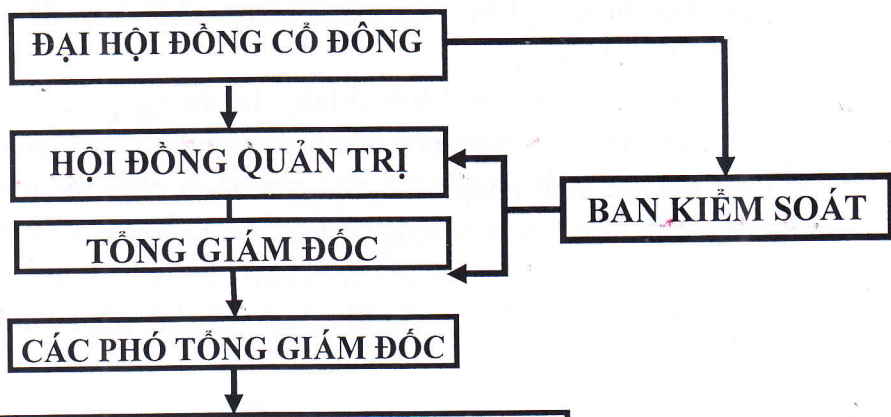 ĐẠI HỘI ĐỒNG CỔ ĐÔNG
HỘI ĐỒNG QUẢN TRỊ
BAN KIỂM SOÁT
TỔNG GIÁM ĐỐC
CÁC PHÓ TỔNG GIÁM ĐỐC